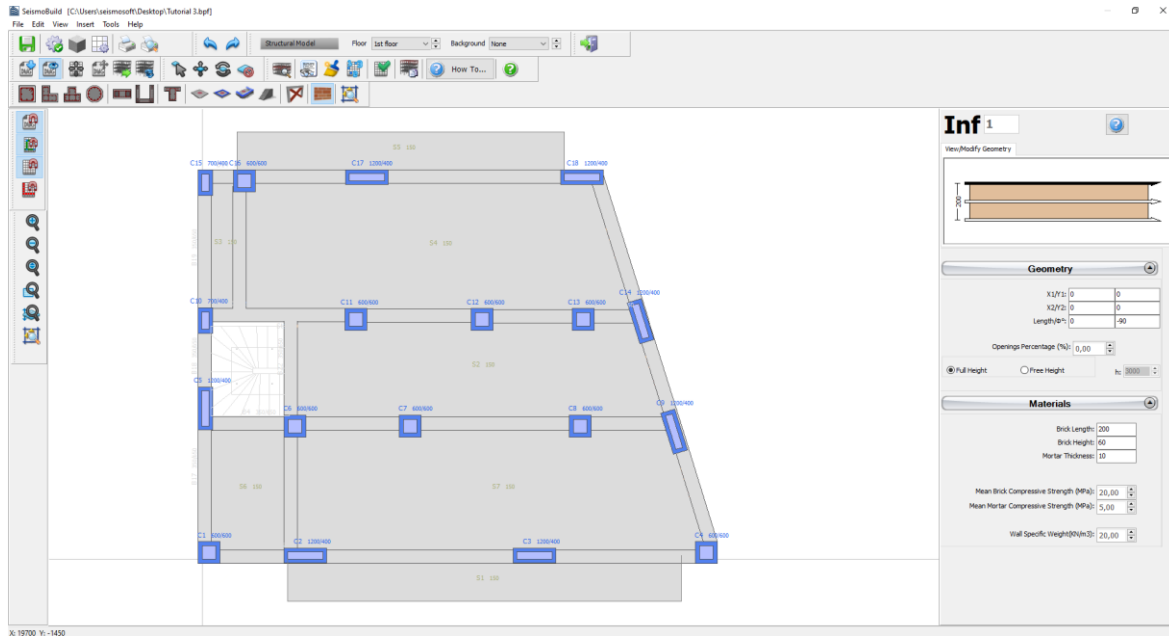 SeismoBuild [C:\Users\seismosoft\Desktop\Tutorial 3.bpf]
File Edit View Insert Tools Help
Structural Model Floor 1st floor Background None
How To...
Inf 1
View/Modify Geometry
200
Geometry
X1/Y1: 0 0
X2/Y2: 0 0
Length/Φº: 0 -90
Openings Percentage (%): 0,00
Full Height Free Height h: 3000
Materials
Brick Length: 200
Brick Height: 60
Mortar Thickness: 10
Mean Brick Compressive Strength (MPa): 20,00
Mean Mortar Compressive Strength (MPa): 5,00
Wall Specific Weight(KN/m3): 20,00
S5 150
C15 700/400 C16 600/600 C17 1200/400 C18 1200/400
S3 150 S4 150
C10 700/400 C11 600/600 C12 600/600 C13 600/600 C14 1200/400
S2 150
C5 1200/400
C6 600/600 C7 600/600 C8 600/600 C9 1200/400
S6 150 S7 150
C1 600/600 C2 1200/400 C3 1200/400 C4 600/600
S1 150
X: 19700 Y: -1450